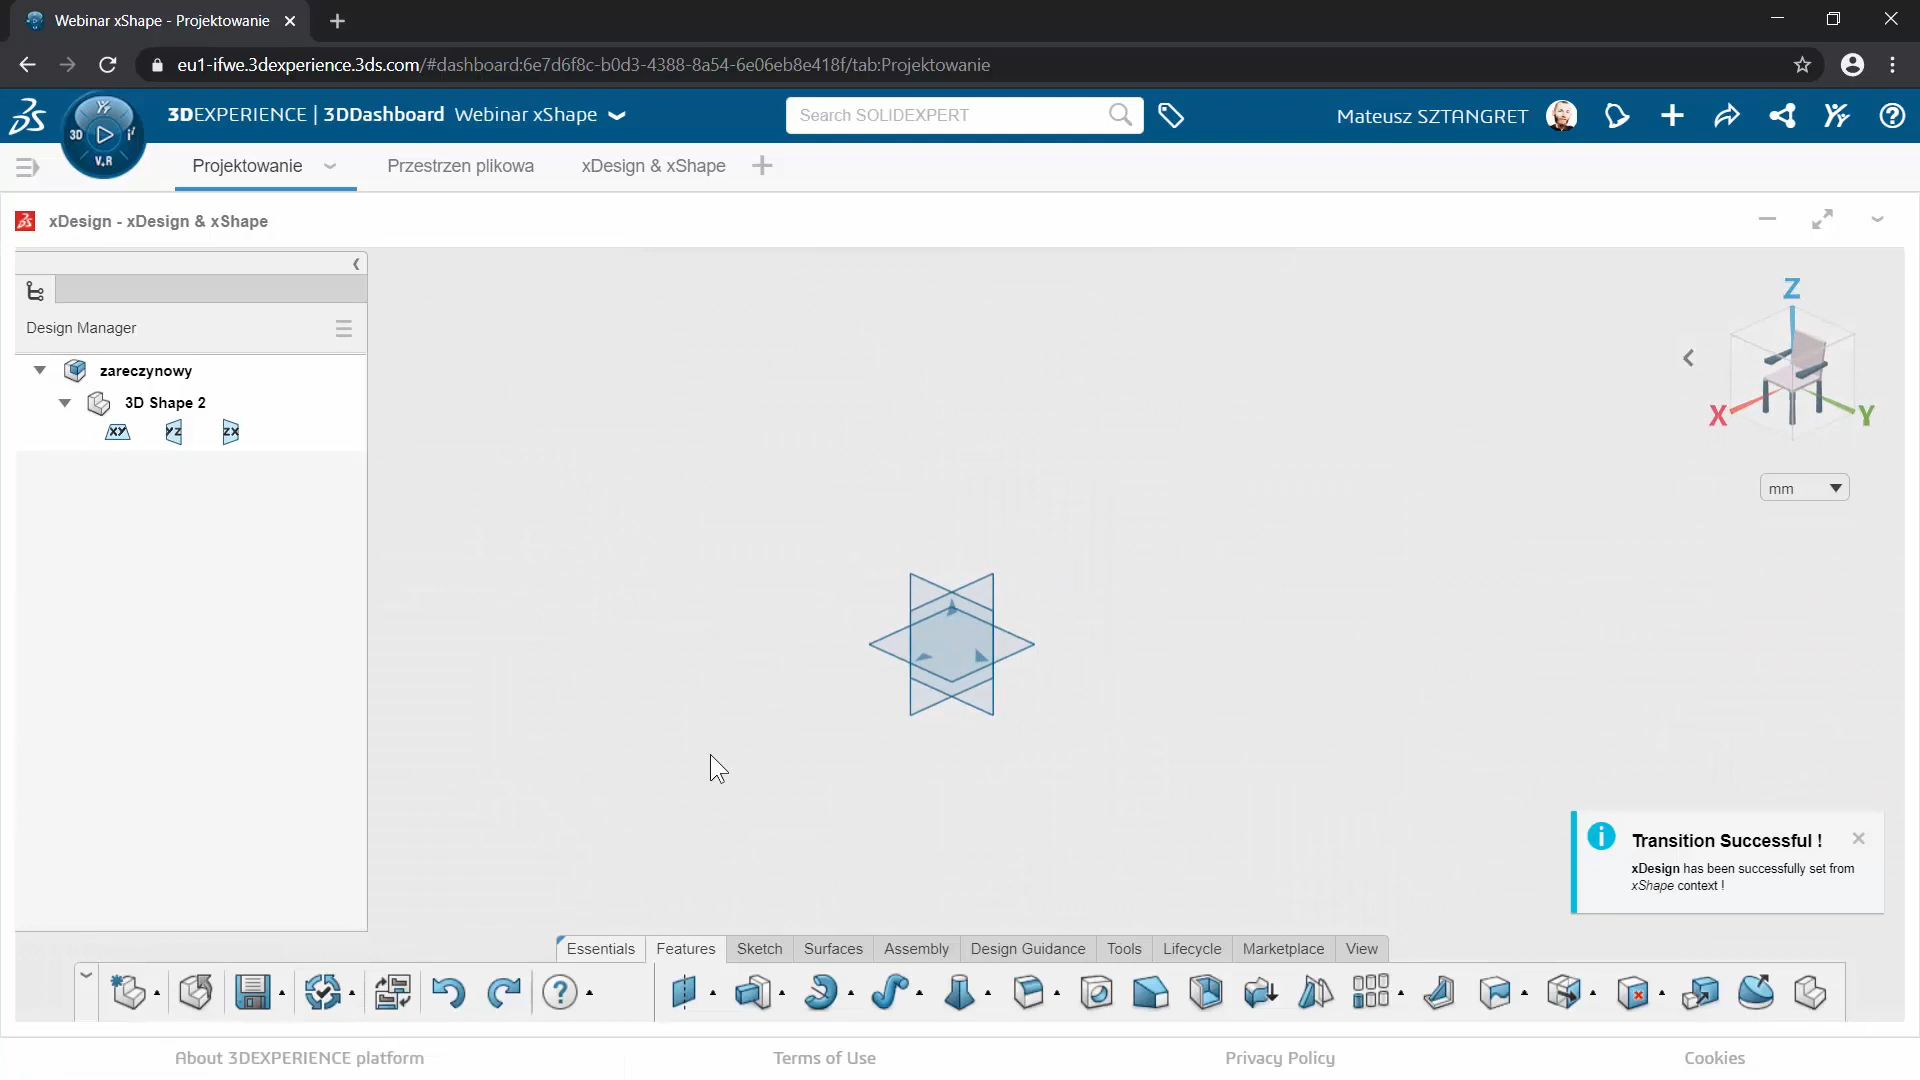 Webinar xShape - Projektowanie
eu1-ifwe.3dexperience.3ds.com/#dashboard:6e7d6f8c-b0d3-4388-8a54-6e06eb8e418f/tab:Projektowanie
3DEXPERIENCE | 3DDashboard Webinar xShape
Search SOLIDEXPERT
Mateusz SZTANGRET
3D
V.R
Projektowanie
Przestrzen plikowa
xDesign & xShape
xDesign - xDesign & xShape
Design Manager
zareczynowy
3D Shape 2
XY
YZ
ZX
Z
X
Y
mm
Transition Successful !
xDesign has been successfully set from
xShape context !
Essentials
Features
Sketch
Surfaces
Assembly
Design Guidance
Tools
Lifecycle
Marketplace
View
About 3DEXPERIENCE platform
Terms of Use
Privacy Policy
Cookies